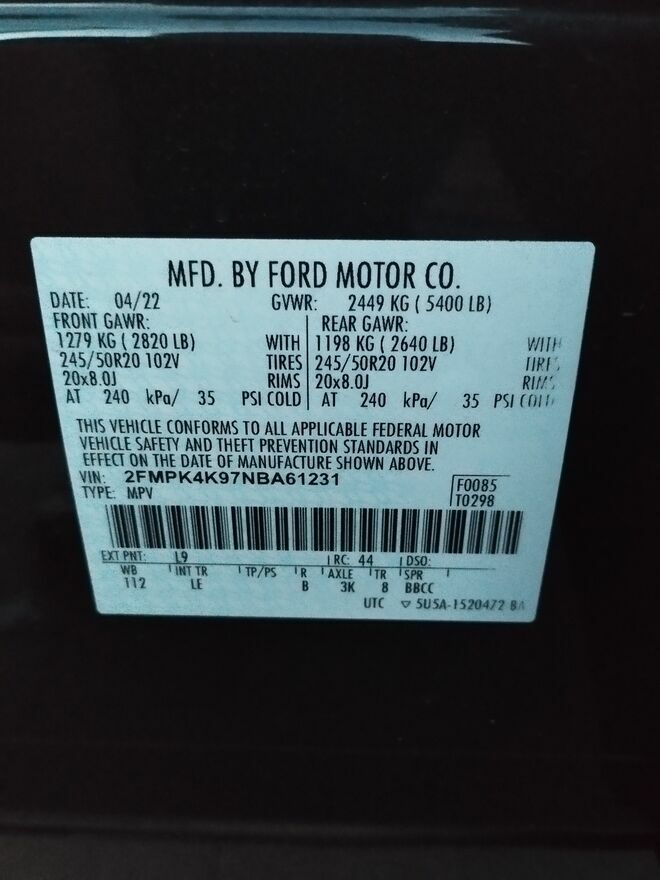 MFD. BY FORD MOTOR CO.
DATE: 04/22 GVWR: 2449 KG ( 5400 LB)
FRONT GAWR: REAR GAWR:
1279 KG ( 2820 LB) WITH 1198 KG ( 2640 LB) WITH
245/50R20 102V TIRES 245/50R20 102V TIRES
20x8.0J RIMS 20x8.0J RIMS
AT 240 kPa/ 35 PSI COLD AT 240 kPa/ 35 PSI COLD
THIS VEHICLE CONFORMS TO ALL APPLICABLE FEDERAL MOTOR
VEHICLE SAFETY AND THEFT PREVENTION STANDARDS IN
EFFECT ON THE DATE OF MANUFACTURE SHOWN ABOVE.
VIN: 2FMPK4K97NBA61231 F0085
TYPE: MPV T0298
EXT PNT: L9 RC: 44 DSO:
WB INT TR TP/PS R AXLE TR SPR
112 LE B 3K 8 BBCC
UTC ▽ 5U5A-1520472 BA